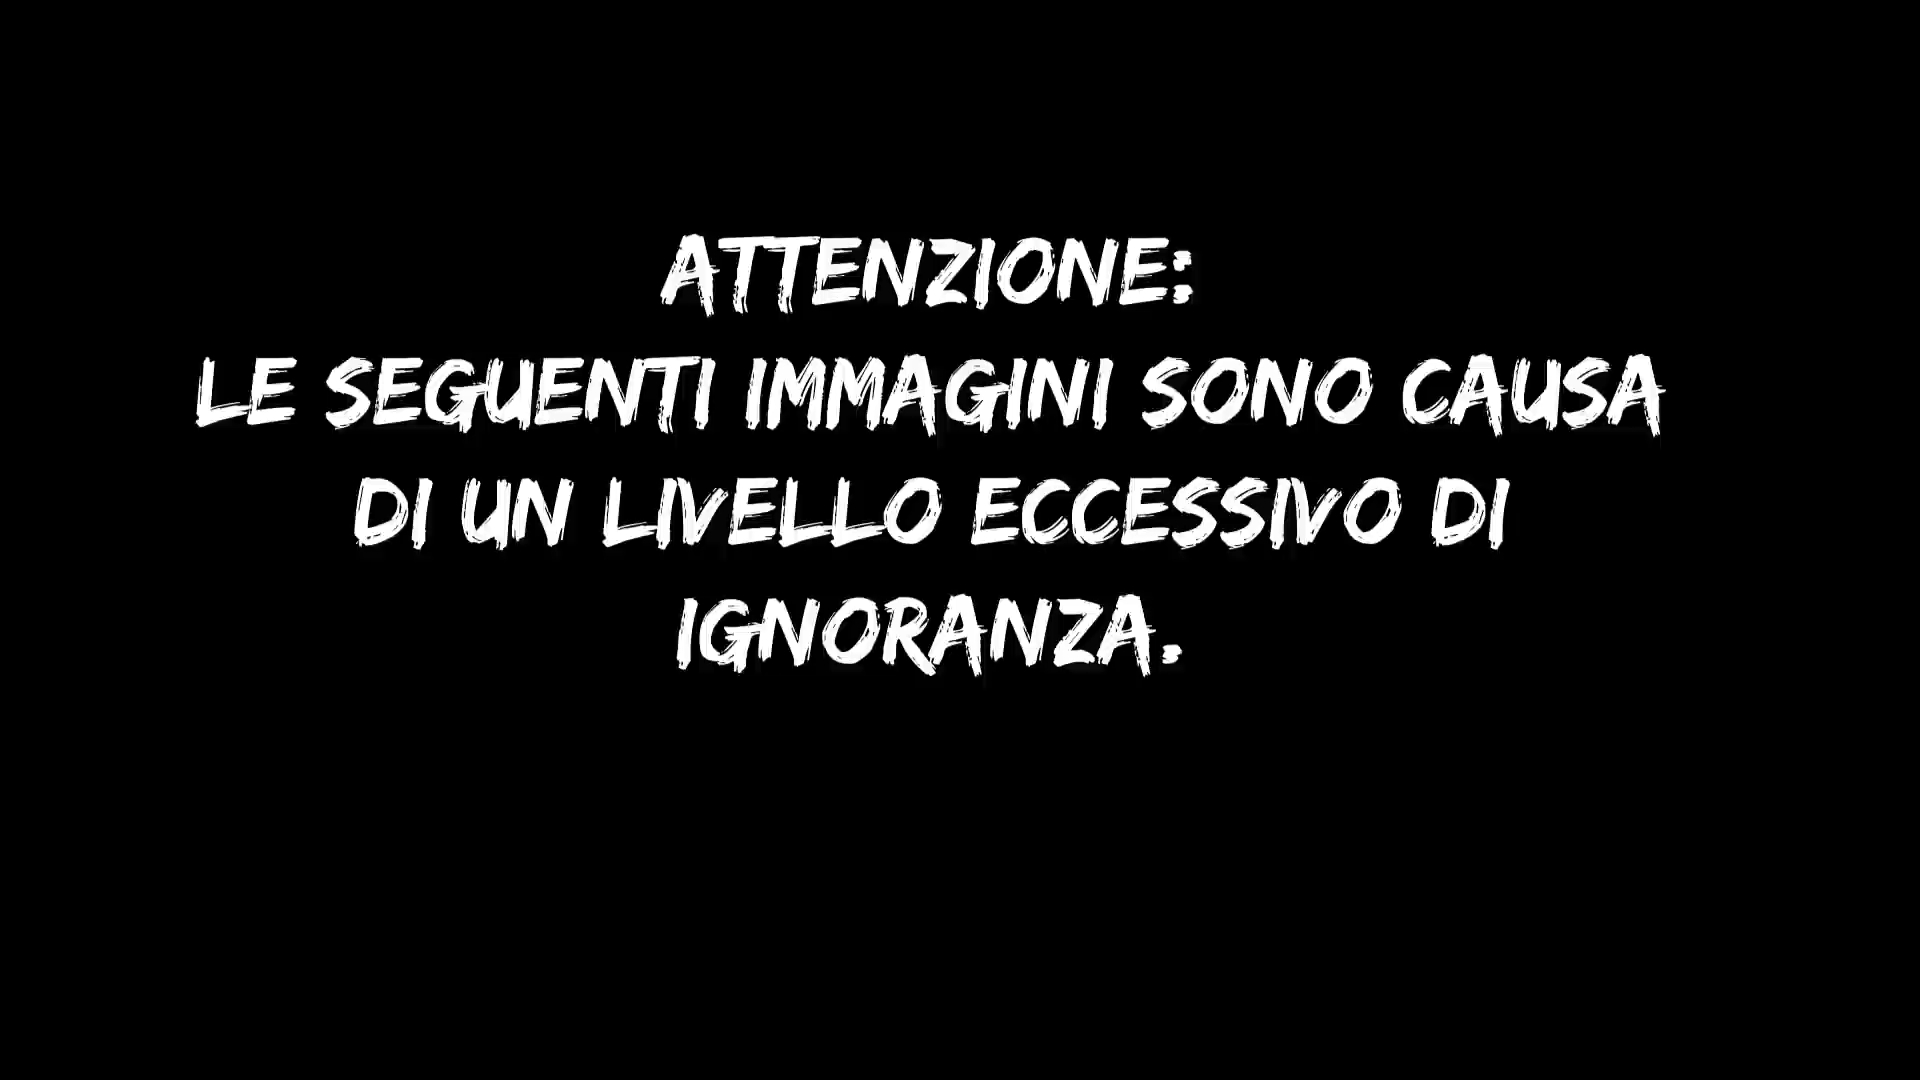 ATTENZIONE:
LE SEGUENTI IMMAGINI SONO CAUSA
DI UN LIVELLO ECCESSIVO DI
IGNORANZA.